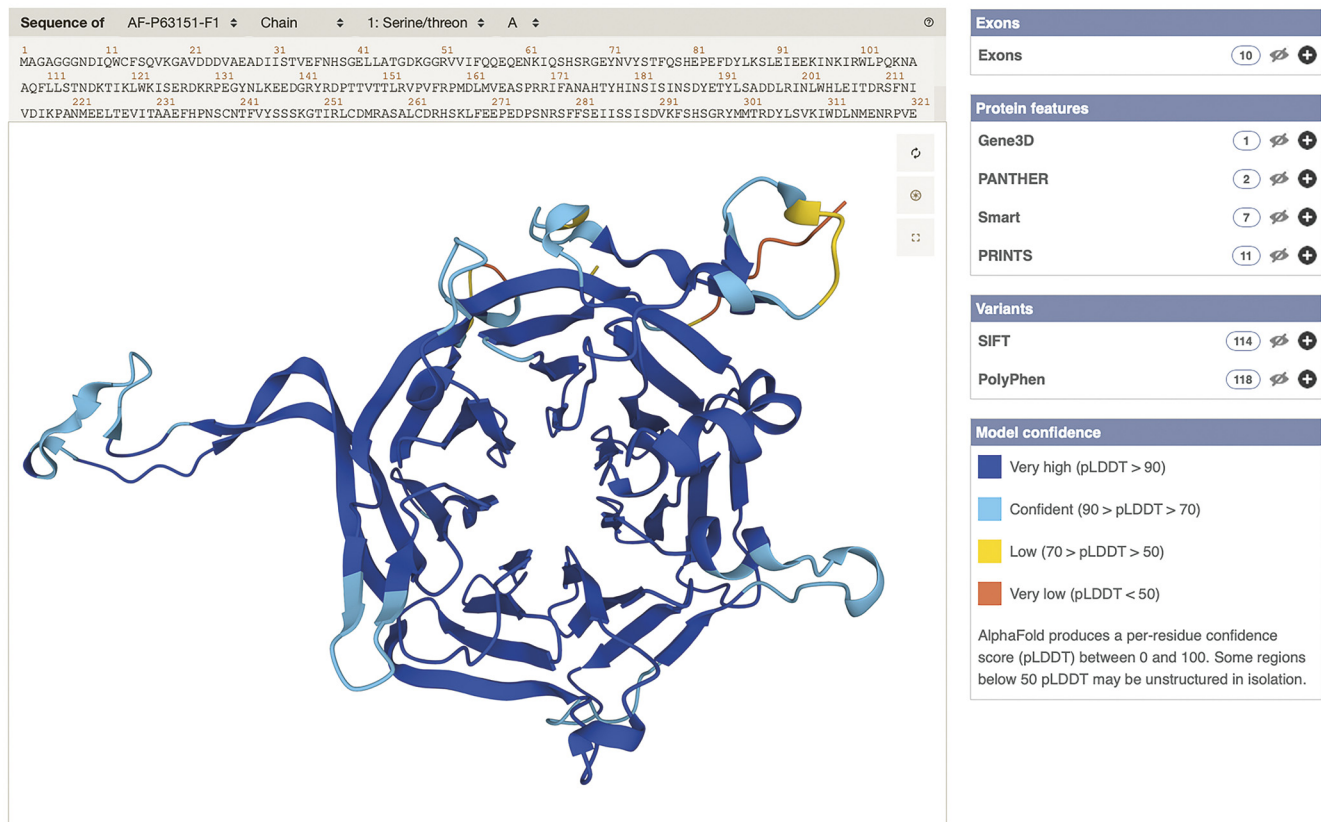 Sequence of AF-P63151-F1 Chain 1: Serine/threon A
1 11 21 31 41 51 61 71 81 91 101
MAGAGGGNDIQWCFSQVKGAVDDDVAEADIISTVEFNHSGELLATGDKGGRVVIFQQEQENKIQSHSRGEYNVYSTFQSHEPEFDYLKSLEIEEKINKIRWLPQKNA
111 121 131 141 151 161 171 181 191 201 211
AQFLLSTNDKTIKLWKISERDKRPEGYNLKEEDGRYRDPTTVTTLRVPVFRPMDLMVEASPRRIFANAHTYHINSISINSDYETYLSADDLRINLWHLEITDRSFNI
221 231 241 251 261 271 281 291 301 311 321
VDIKPANMEELTEVITAAEFHPNSCNTFVYSSSKGTIRLCDMRASALCDRHSKLFEEPEDPSNRSFFSEIISSISDVKFSHSGRYMMTRDYLSVKIWDLNMENRPVE
Exons
Exons 10
Protein features
Gene3D 1
PANTHER 2
Smart 7
PRINTS 11
Variants
SIFT 114
PolyPhen 118
Model confidence
Very high (pLDDT > 90)
Confident (90 > pLDDT > 70)
Low (70 > pLDDT > 50)
Very low (pLDDT < 50)
AlphaFold produces a per-residue confidence
score (pLDDT) between 0 and 100. Some regions
below 50 pLDDT may be unstructured in isolation.